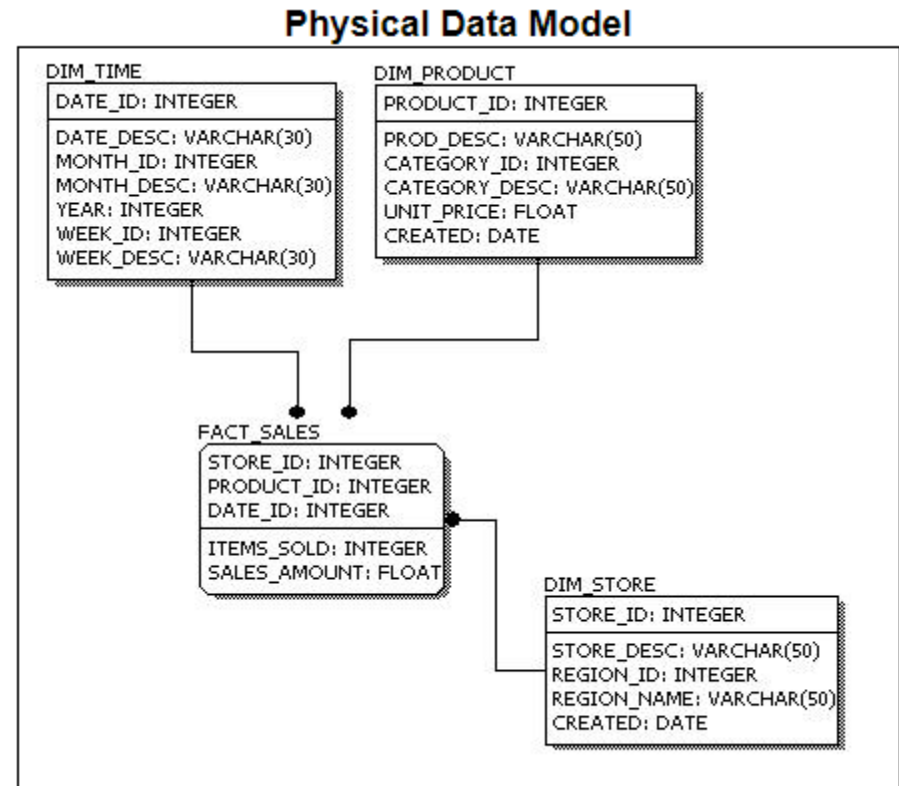 Physical Data Model
DIM_TIME
DATE_ID: INTEGER
DATE_DESC: VARCHAR(30)
MONTH_ID: INTEGER
MONTH_DESC: VARCHAR(30)
YEAR: INTEGER
WEEK_ID: INTEGER
WEEK_DESC: VARCHAR(30)
DIM_PRODUCT
PRODUCT_ID: INTEGER
PROD_DESC: VARCHAR(50)
CATEGORY_ID: INTEGER
CATEGORY_DESC: VARCHAR(50)
UNIT_PRICE: FLOAT
CREATED: DATE
FACT_SALES
STORE_ID: INTEGER
PRODUCT_ID: INTEGER
DATE_ID: INTEGER
ITEMS_SOLD: INTEGER
SALES_AMOUNT: FLOAT
DIM_STORE
STORE_ID: INTEGER
STORE_DESC: VARCHAR(50)
REGION_ID: INTEGER
REGION_NAME: VARCHAR(50)
CREATED: DATE